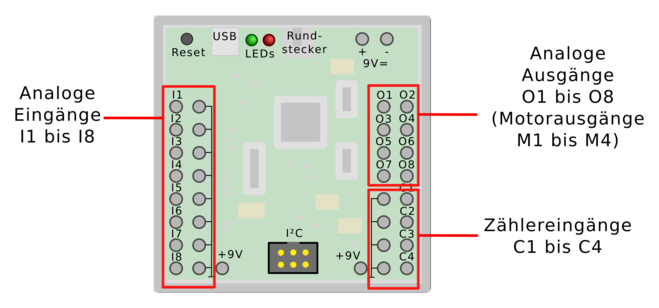 USB
LEDs
Rund-
stecker
Reset
+ -
9V=
Analoge
Eingänge
I1 bis I8
I1
I2
I3
I4
I5
I6
I7
I8
+9V
I²C
+9V
O1 O2
O3 O4
O5 O6
O7 O8
C1
C2
C3
C4
Analoge
Ausgänge
O1 bis O8
(Motorausgänge
M1 bis M4)
Zählereingänge
C1 bis C4